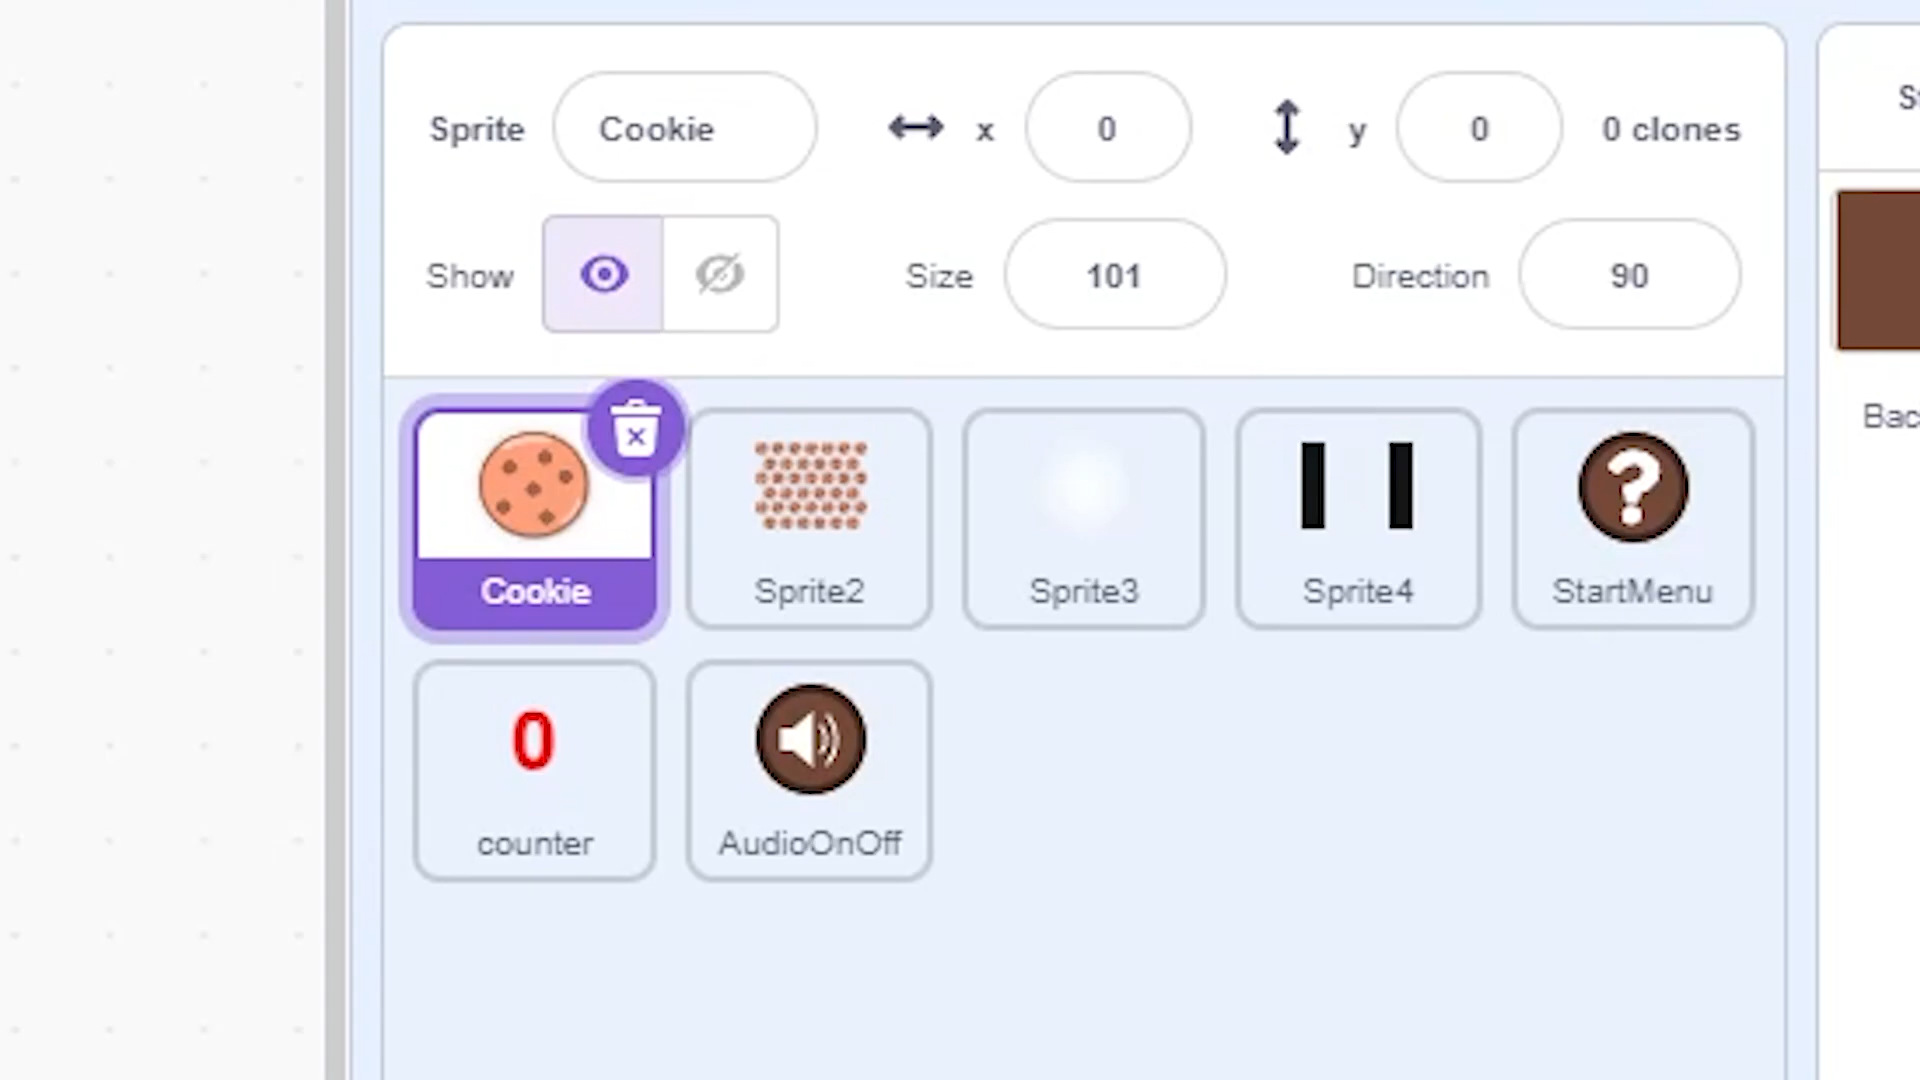 Sprite Cookie x 0 y 0 0 clones
Show Size 101 Direction 90
Cookie Sprite2 Sprite3 Sprite4 StartMenu
?
0
counter AudioOnOff
Bac